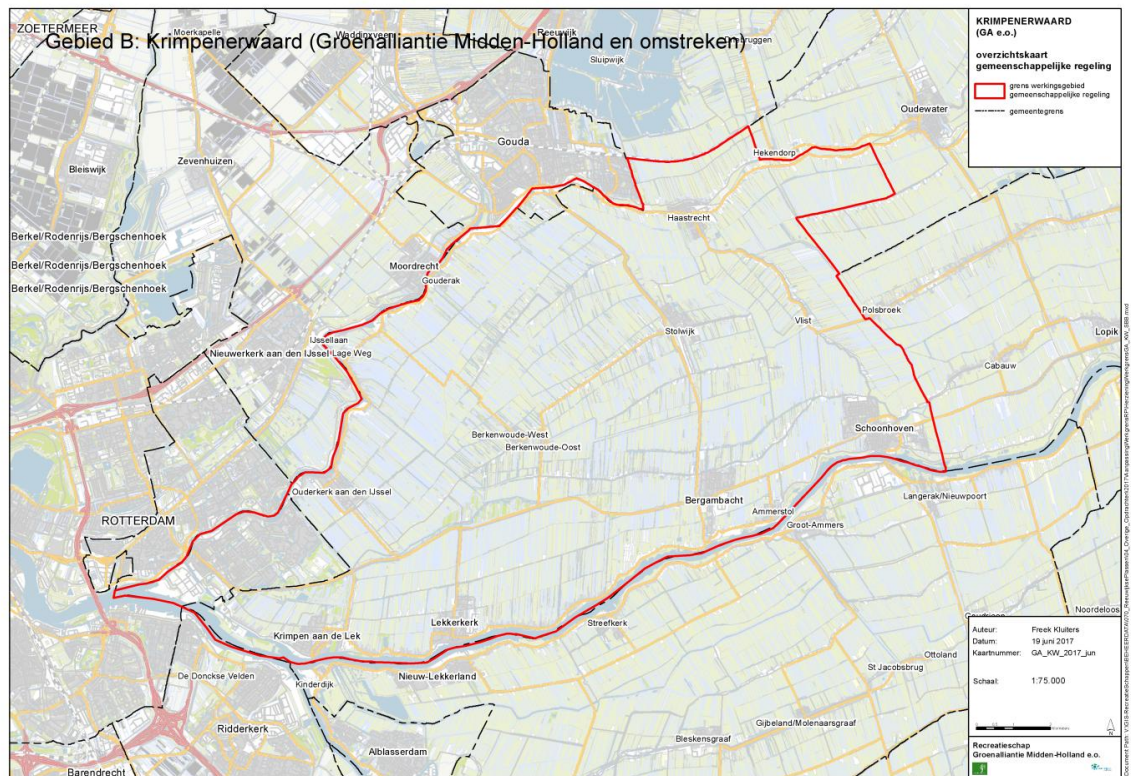 Gebied B: Krimpenerwaard (Groenalliantie Midden-Holland en omstreken)
ZOETERMEER
Moerkapelle
Waddinxveen
Reeuwijk
Sluipwijk
KRIMPENERWAARD
(GA e.o.)
overzichtskaart
gemeenschappelijke regeling
grens werkingsgebied
gemeenschappelijke regeling
gemeentegrens
Oudewater
Gouda
Hekendorp
Zevenhuizen
Bleiswijk
Haastrecht
Berkel/Rodenrijs/Bergschenhoek
Berkel/Rodenrijs/Bergschenhoek
Berkel/Rodenrijs/Bergschenhoek
Moordrecht
Gouderak
Polsbroek
Vlist
Stolwijk
Lopik
IJssellaan
Nieuwerkerk aan den IJssel
Lage Weg
Cabauw
Schoonhoven
Berkenwoude-West
Berkenwoude-Oost
Ouderkerk aan den IJssel
Langerak/Nieuwpoort
Bergambacht
Ammerstol
Groot-Ammers
ROTTERDAM
Noordeloos
Lekkerkerk
Streefkerk
Krimpen aan de Lek
Ottoland
St Jacobsbrug
De Donckse Velden
Kinderdijk
Nieuw-Lekkerland
Gijbeland/Molenaarsgraaf
Ridderkerk
Bleskensgraaf
Alblasserdam
Barendrecht
Auteur: Freek Kluiters
Datum: 19 juni 2017
Kaartnummer: GA_KW_2017_jun
Schaal: 1:75.000
Recreatieschap
Groenalliantie Midden-Holland e.o.